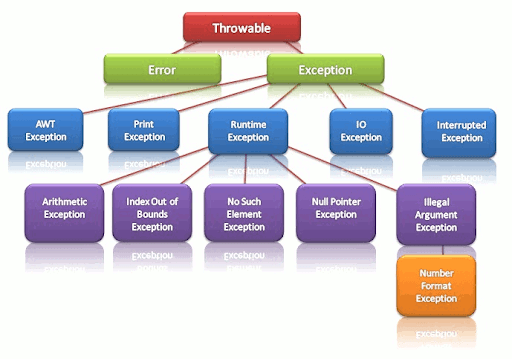 Throwable
Error
Exception
AWT
Exception
Print
Exception
Runtime
Exception
IO
Exception
Interrupted
Exception
Arithmetic
Exception
Index Out of
Bounds
Exception
No Such
Element
Exception
Null Pointer
Exception
Illegal
Argument
Exception
Number
Format
Exception